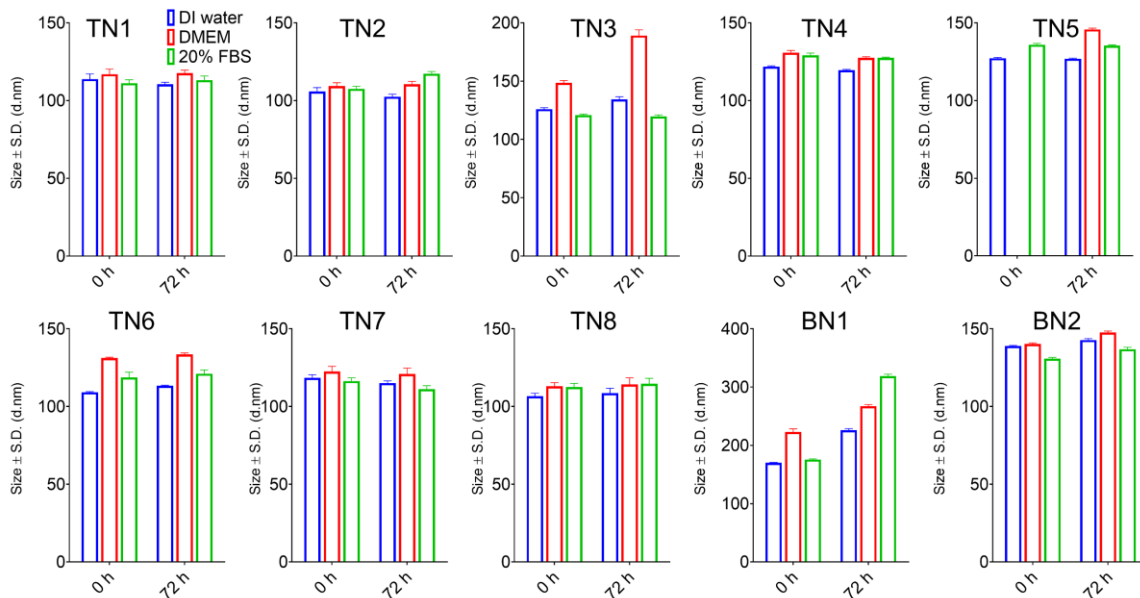 TN1
DI water
DMEM
20% FBS
Size ± S.D. (d.nm)
150
100
50
0
0 h
72 h
TN2
Size ± S.D. (d.nm)
150
100
50
0
0 h
72 h
TN3
Size ± S.D. (d.nm)
200
150
100
50
0
0 h
72 h
TN4
Size ± S.D. (d.nm)
150
100
50
0
0 h
72 h
TN5
Size ± S.D. (d.nm)
150
100
50
0
0 h
72 h
TN6
Size ± S.D. (d.nm)
150
100
50
0
0 h
72 h
TN7
Size ± S.D. (d.nm)
150
100
50
0
0 h
72 h
TN8
Size ± S.D. (d.nm)
150
100
50
0
0 h
72 h
BN1
Size ± S.D. (d.nm)
400
300
200
100
0
0 h
72 h
BN2
Size ± S.D. (d.nm)
150
100
50
0
0 h
72 h